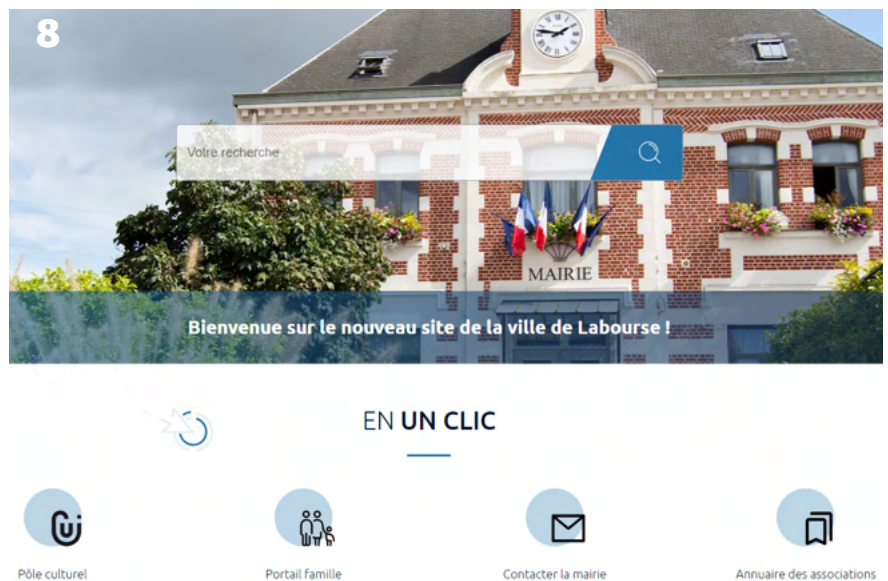 8
Votre recherche
MAIRIE
Bienvenue sur le nouveau site de la ville de Labourse !
EN UN CLIC
Pôle culturel
Portail famille
Contacter la mairie
Annuaire des associations